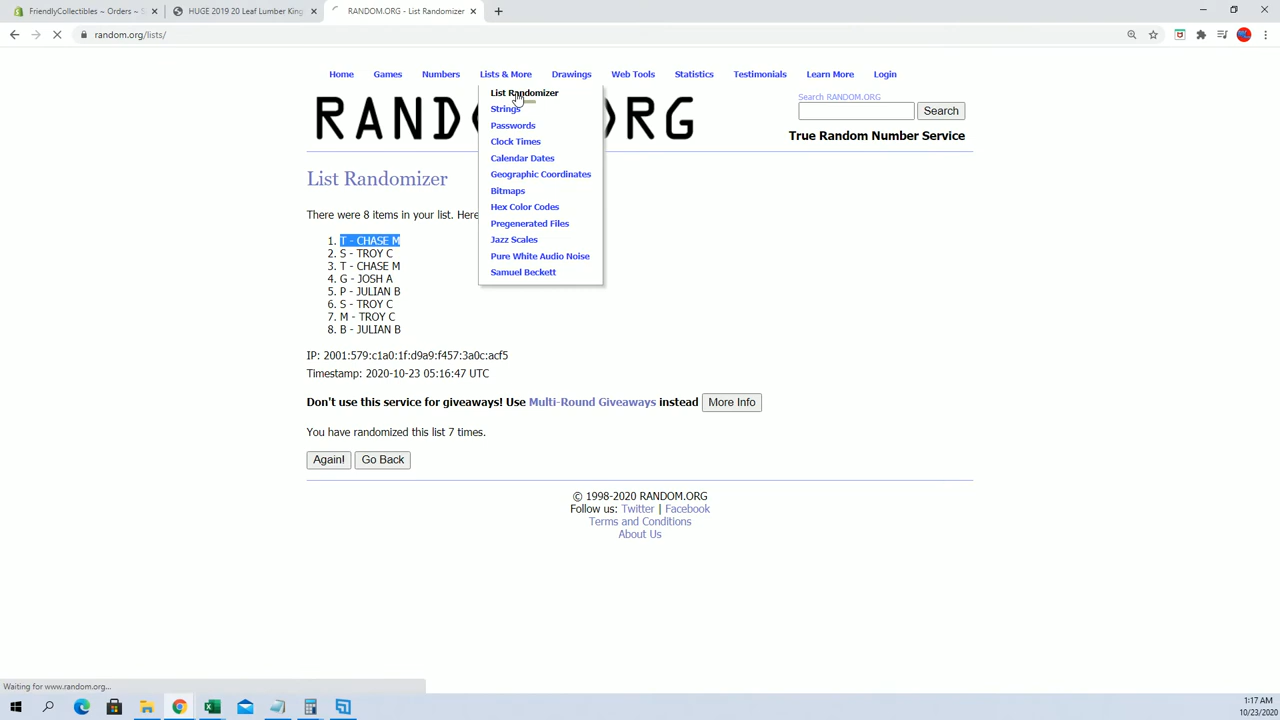 FriendlyCollectibles ~ Orders ~ S
HUGE 2019 20 Leaf Lumber King
RANDOM.ORG - List Randomizer
random.org/lists/
Home Games Numbers Lists & More Drawings Web Tools Statistics Testimonials Learn More Login
List Randomizer
Strings
Passwords
Clock Times
Calendar Dates
Geographic Coordinates
Bitmaps
Hex Color Codes
Pregenerated Files
Jazz Scales
Pure White Audio Noise
Samuel Beckett
Search RANDOM.ORG
Search
True Random Number Service
List Randomizer
There were 8 items in your list. Here
1. T - CHASE M
2. S - TROY C
3. T - CHASE M
4. G - JOSH A
5. P - JULIAN B
6. S - TROY C
7. M - TROY C
8. B - JULIAN B
IP: 2001:579:c1a0:1f:d9a9:f457:3a0c:acf5
Timestamp: 2020-10-23 05:16:47 UTC
Don't use this service for giveaways! Use Multi-Round Giveaways instead More Info
You have randomized this list 7 times.
Again! Go Back
© 1998-2020 RANDOM.ORG
Follow us: Twitter | Facebook
Terms and Conditions
About Us
Waiting for www.random.org...
1:17 AM
10/23/2020